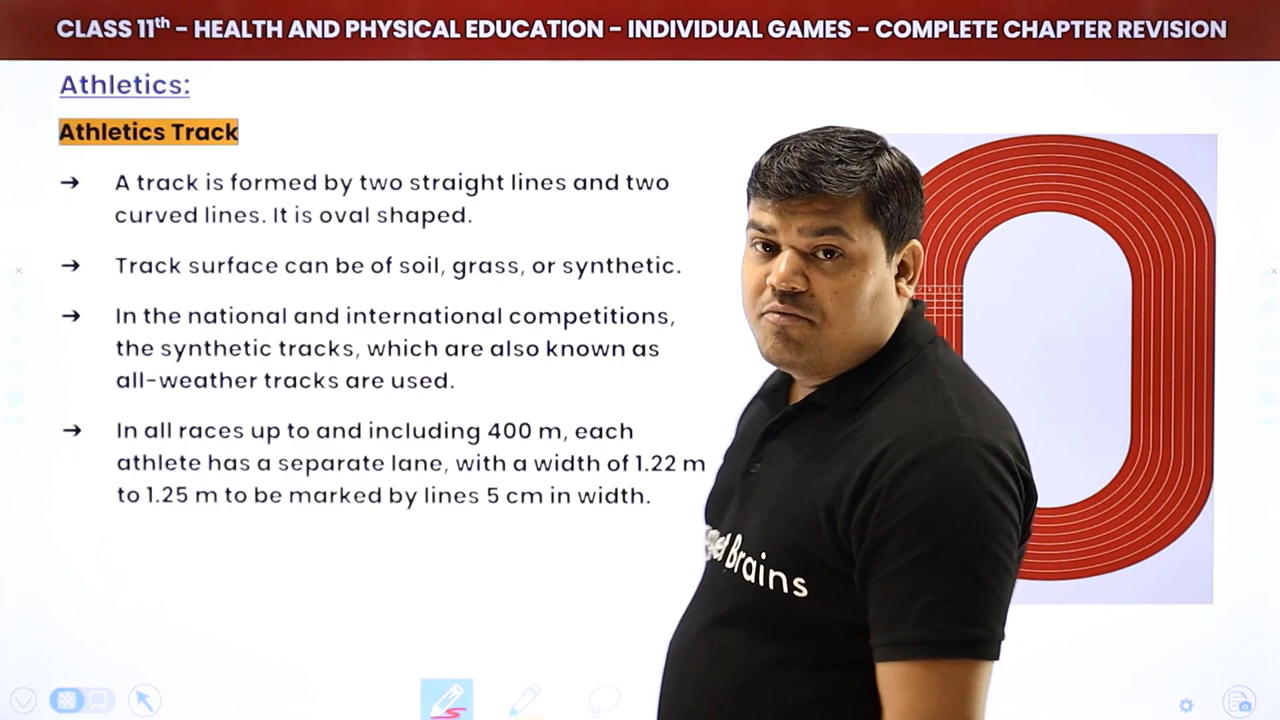 CLASS 11th - HEALTH AND PHYSICAL EDUCATION - INDIVIDUAL GAMES - COMPLETE CHAPTER REVISION
Athletics:
Athletics Track
→ A track is formed by two straight lines and two
curved lines. It is oval shaped.
→ Track surface can be of soil, grass, or synthetic.
→ In the national and international competitions,
the synthetic tracks, which are also known as
all-weather tracks are used.
→ In all races up to and including 400 m, each
athlete has a separate lane, with a width of 1.22 m
to 1.25 m to be marked by lines 5 cm in width.
Brains